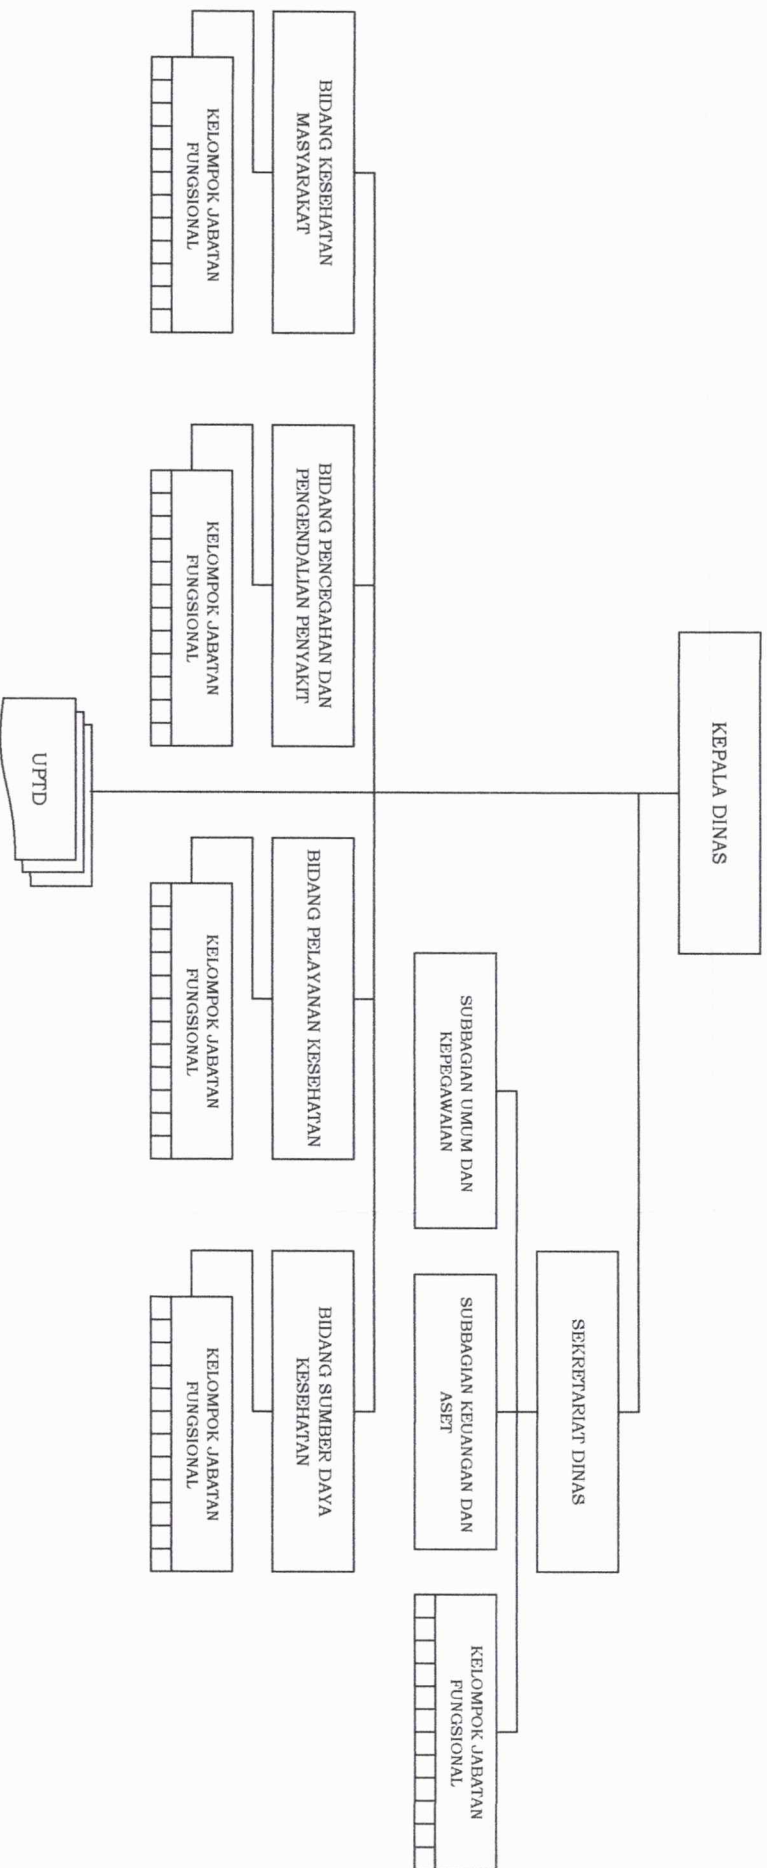 KEPALA DINAS
SEKRETARIAT DINAS
SUBBAGIAN UMUM DAN
KEPEGAWAIAN
SUBBAGIAN KEUANGAN DAN
ASET
KELOMPOK JABATAN
FUNGSIONAL
BIDANG KESEHATAN
MASYARAKAT
BIDANG PENCEGAHAN DAN
PENGENDALIAN PENYAKIT
BIDANG PELAYANAN KESEHATAN
BIDANG SUMBER DAYA
KESEHATAN
KELOMPOK JABATAN
FUNGSIONAL
KELOMPOK JABATAN
FUNGSIONAL
KELOMPOK JABATAN
FUNGSIONAL
KELOMPOK JABATAN
FUNGSIONAL
UPTD